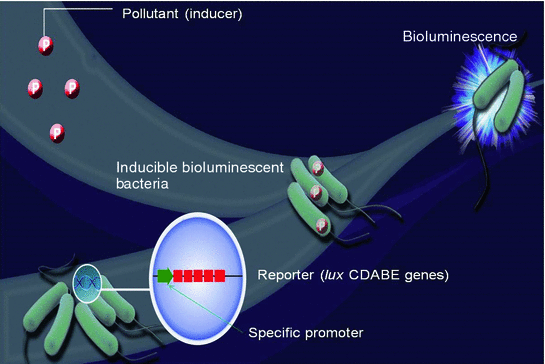 Pollutant (inducer)
P
P
P
P
P
Bioluminescence
Inducible bioluminescent
bacteria
P
P
P
Reporter (lux CDABE genes)
Specific promoter